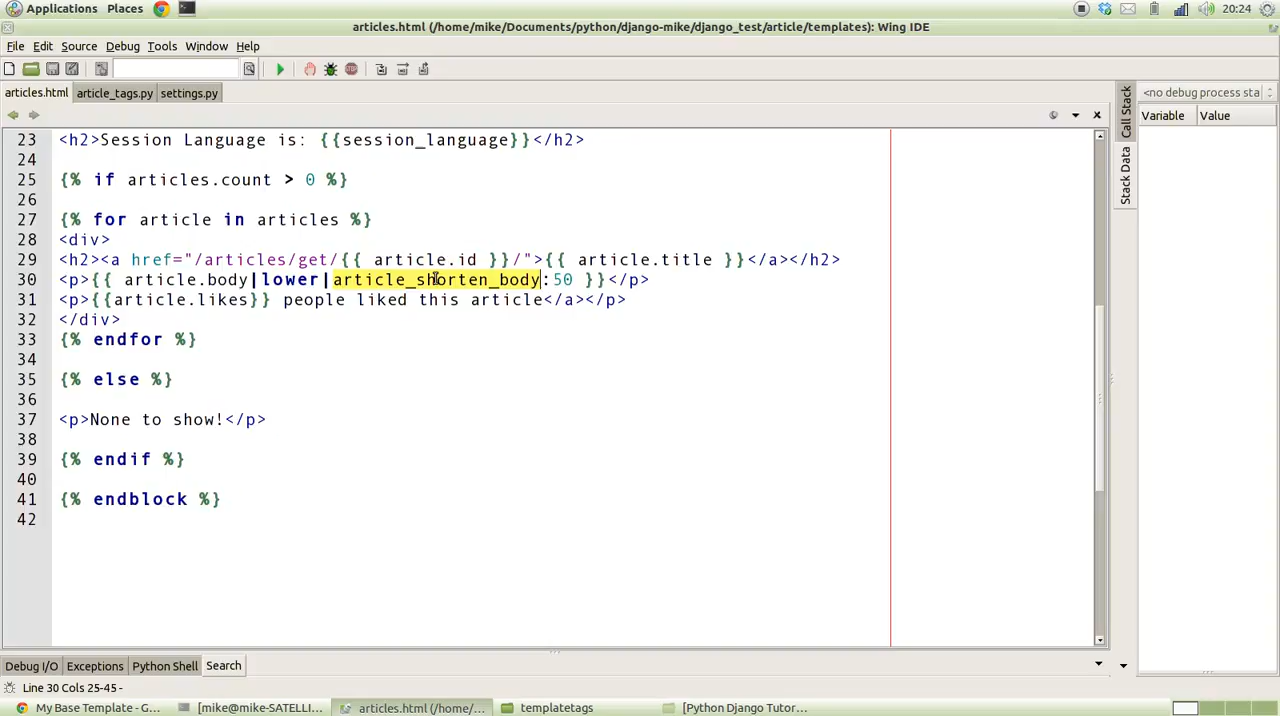 Applications Places 20:24
articles.html (/home/mike/Documents/python/django-mike/django_test/article/templates): Wing IDE
File Edit Source Debug Tools Window Help
articles.html article_tags.py settings.py <no debug process sta
Call Stack
Stack Data
Variable Value
23 <h2>Session Language is: {{session_language}}</h2>
24
25 {% if articles.count > 0 %}
26
27 {% for article in articles %}
28 <div>
29 <h2><a href="/articles/get/{{ article.id }}/">{{ article.title }}</a></h2>
30 <p>{{ article.body|lower|article_shorten_body:50 }}</p>
31 <p>{{article.likes}} people liked this article</a></p>
32 </div>
33 {% endfor %}
34
35 {% else %}
36
37 <p>None to show!</p>
38
39 {% endif %}
40
41 {% endblock %}
42
Debug I/O Exceptions Python Shell Search
Line 30 Cols 25-45 -
My Base Template - G... [mike@mike-SATELLI... articles.html (/home/... templatetags [Python Django Tutor...